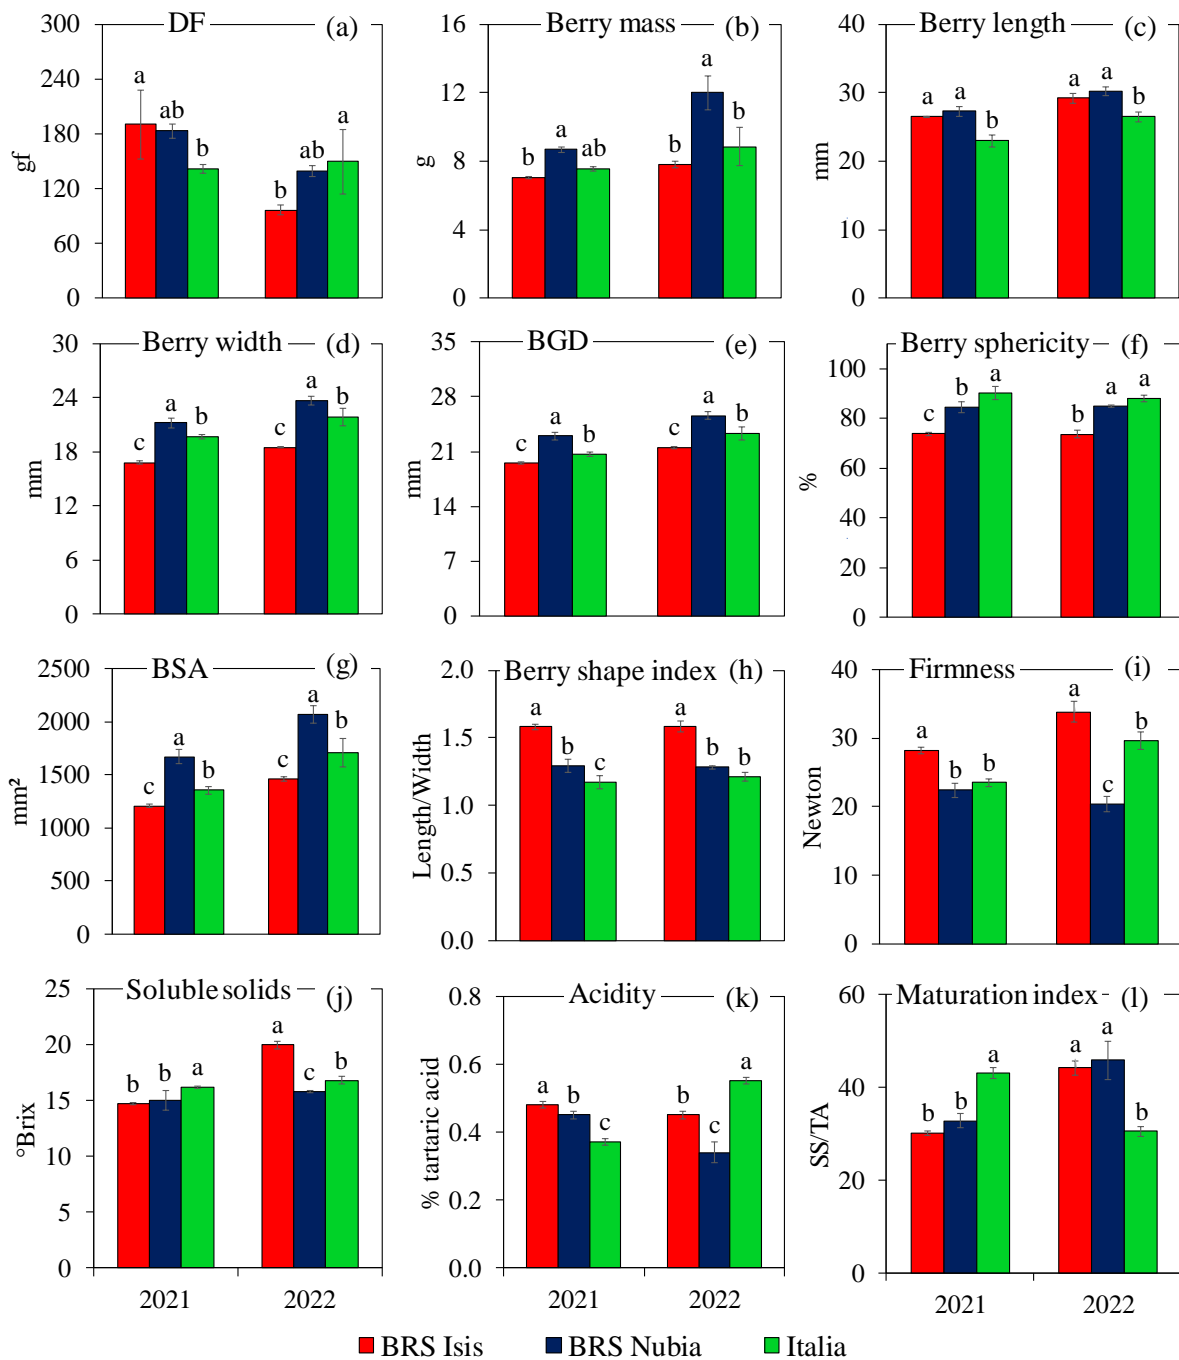 DF (a)
300
240
180
120
60
0
gf
a
ab
b
b
ab
a
Berry mass (b)
16
12
8
4
0
g
b
a
ab
b
a
b
Berry length (c)
40
30
20
10
0
mm
a
a
b
a
a
b
Berry width (d)
30
24
18
12
6
0
mm
c
a
b
c
a
b
BGD (e)
35
28
21
14
7
0
mm
c
a
b
c
a
b
Berry sphericity (f)
100
80
60
40
20
0
%
c
b
a
b
a
a
BSA (g)
2500
2000
1500
1000
500
0
mm²
c
a
b
c
a
b
Berry shape index (h)
2.0
1.5
1.0
0.5
0.0
Length/Width
a
b
c
a
b
b
Firmness (i)
40
30
20
10
0
Newton
a
b
b
a
c
b
Soluble solids (j)
25
20
15
10
5
0
°Brix
b
b
a
a
c
b
2021 2022
Acidity (k)
0.8
0.6
0.4
0.2
0.0
% tartaric acid
a
b
c
b
c
a
2021 2022
Maturation index (l)
60
40
20
0
SS/TA
b
b
a
a
a
b
2021 2022
BRS Isis BRS Nubia Italia